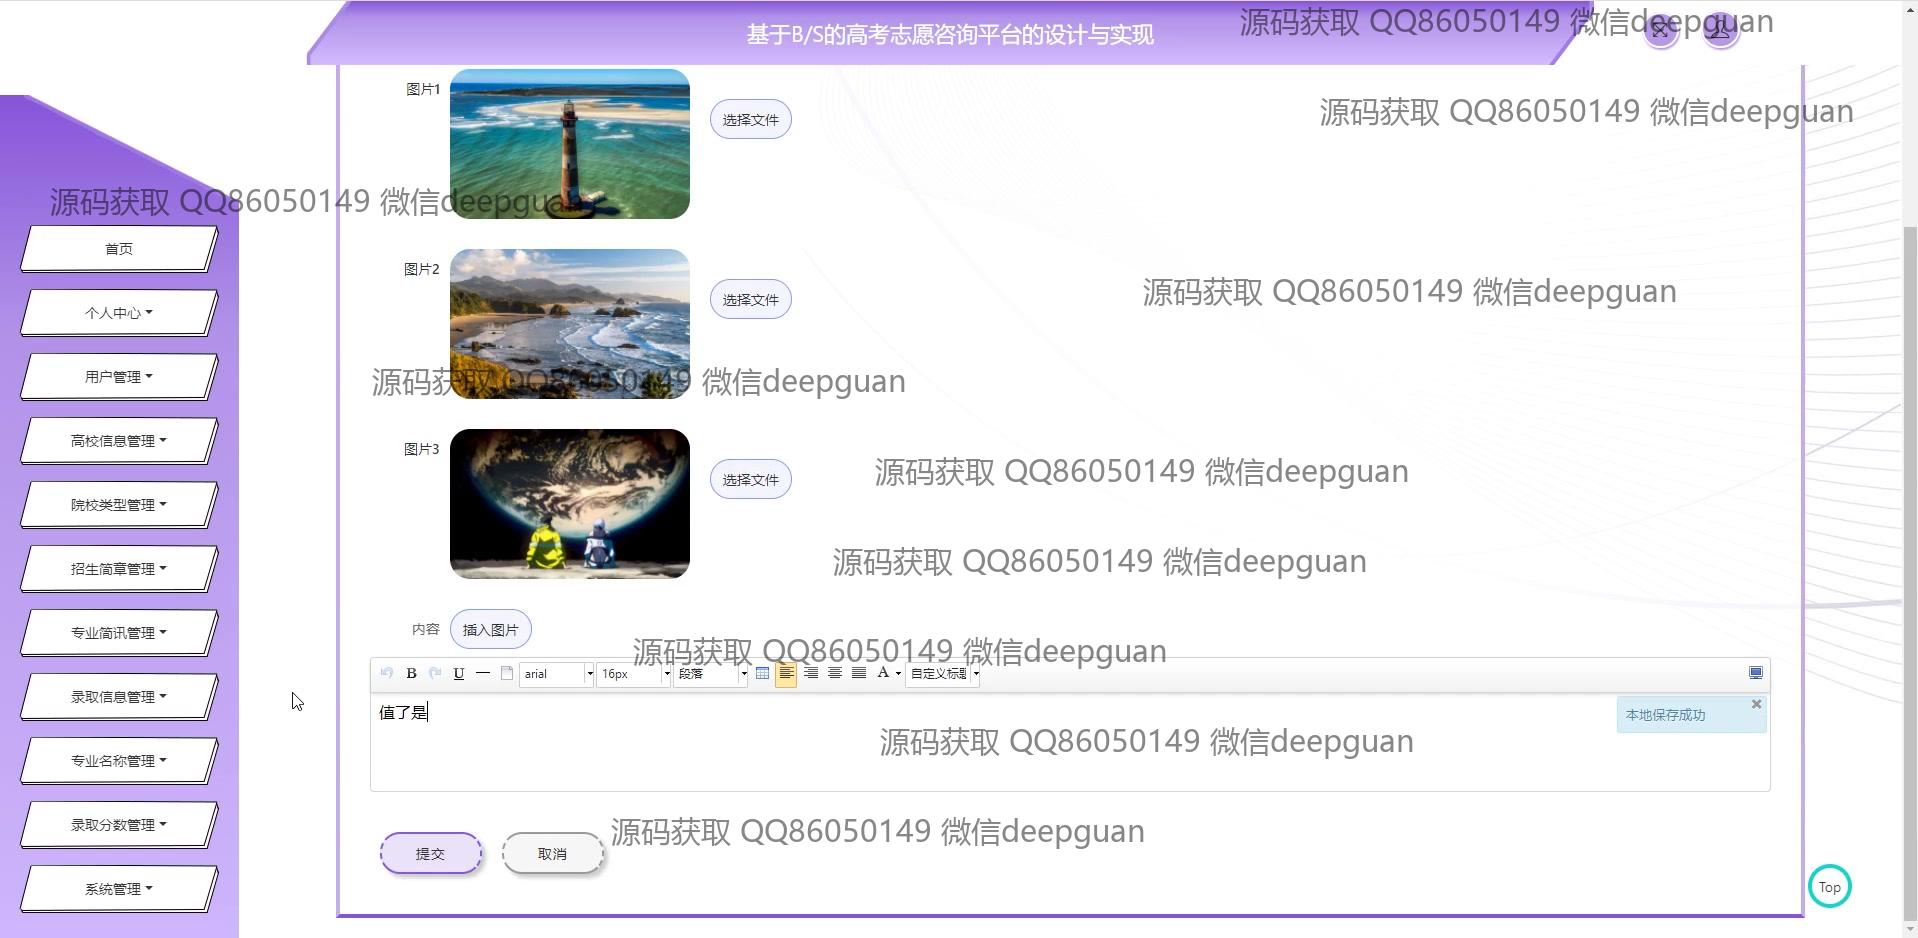 基于B/S的高考志愿咨询平台的设计与实现
源码获取 QQ86050149 微信deepguan
图片1
选择文件
源码获取 QQ86050149 微信deepguan
源码获取 QQ86050149 微信deepguan
首页
图片2
选择文件
源码获取 QQ86050149 微信deepguan
个人中心
用户管理
源码获取 QQ86050149 微信deepguan
高校信息管理
图片3
选择文件
源码获取 QQ86050149 微信deepguan
院校类型管理
源码获取 QQ86050149 微信deepguan
招生简章管理
内容
插入图片
专业简讯管理
源码获取 QQ86050149 微信deepguan
B U arial 16px 段落 A 自定义标题
录取信息管理
值了是
本地保存成功
源码获取 QQ86050149 微信deepguan
专业名称管理
录取分数管理
源码获取 QQ86050149 微信deepguan
提交
取消
系统管理
Top